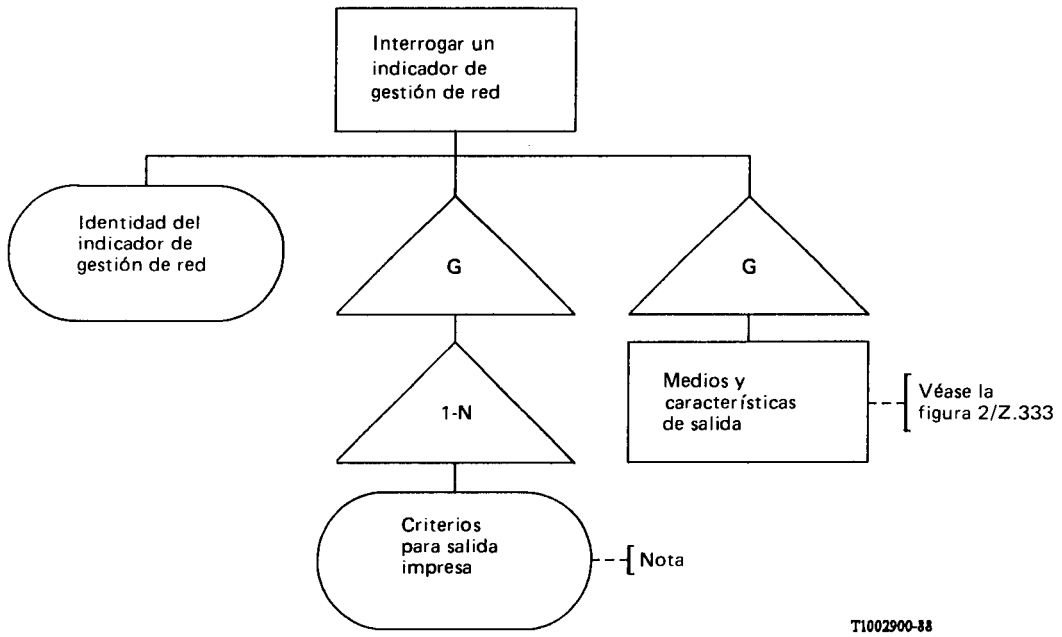 Interrogar un
indicador de
gestión de red
Identidad del
indicador de
gestión de red
G
G
1-N
Medios y
características
de salida
Véase la
figura 2/Z.333
Criterios
para salida
impresa
Nota
T1002900-88